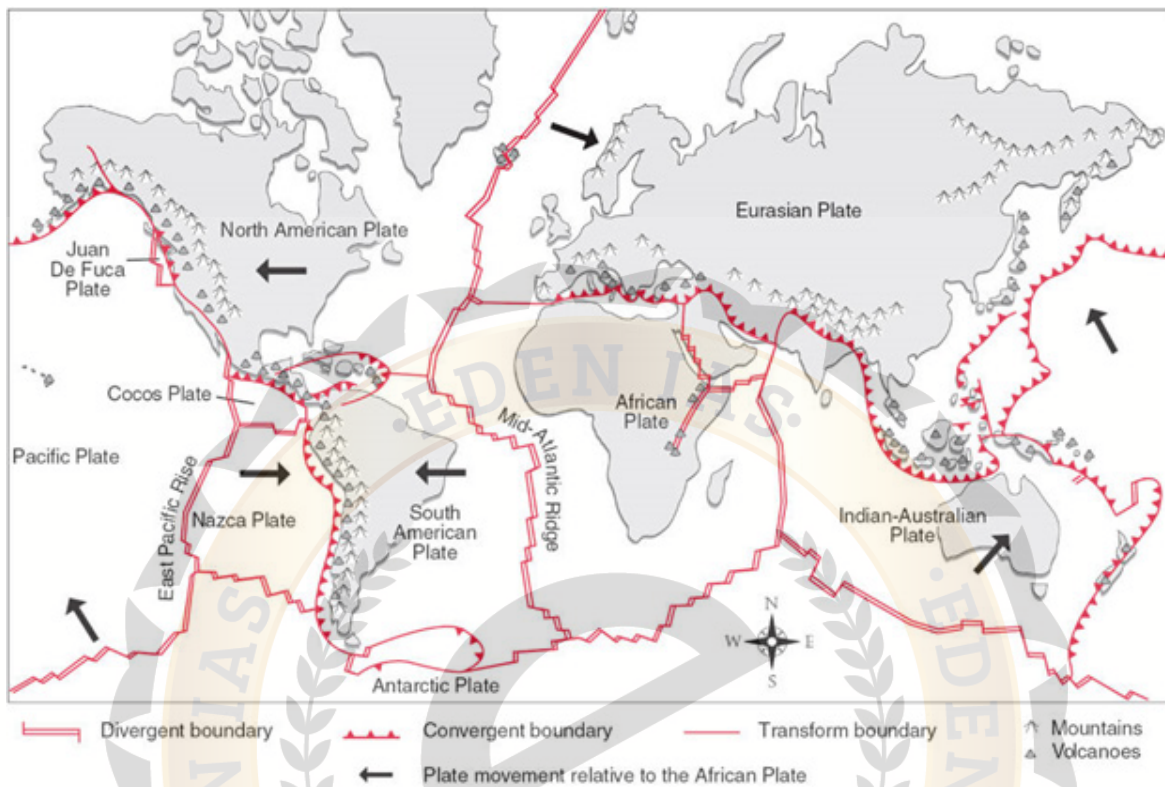 North American Plate
Eurasian Plate
Juan
De Fuca
Plate
Cocos Plate
African
Plate
Mid-Atlantic Ridge
Pacific Plate
East Pacific Rise
Nazca Plate
South
American
Plate
Indian-Australian
Plate
N
W
E
S
Antarctic Plate
Divergent boundary
Convergent boundary
Transform boundary
Mountains
Volcanoes
Plate movement relative to the African Plate
·EDEN IAS·
N IAS
·EDEN